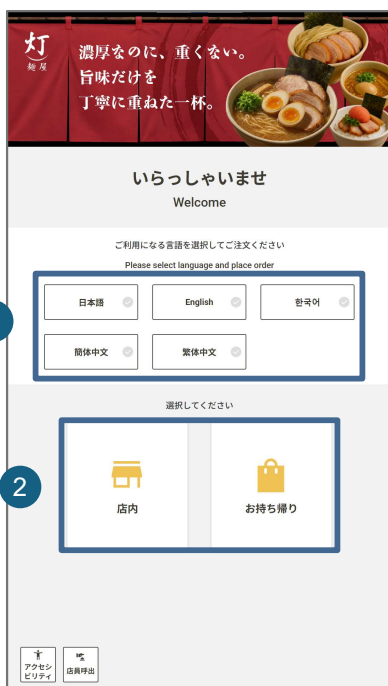 灯
麺屋
濃厚なのに、重くない。
旨味だけを
丁寧に重ねた一杯。
いらっしゃいませ
Welcome
ご利用になる言語を選択してご注文ください
Please select language and place order
日本語
English
한국어
简体中文
繁体中文
選択してください
2
店内
お持ち帰り
アクセシ
ビリティ
店員呼出